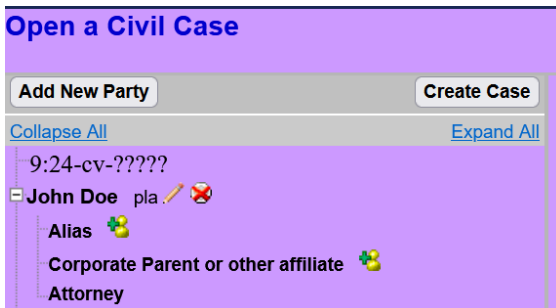 Open a Civil Case
Add New Party Create Case
Collapse All Expand All
9:24-cv-?????
John Doe pla
Alias
Corporate Parent or other affiliate
Attorney